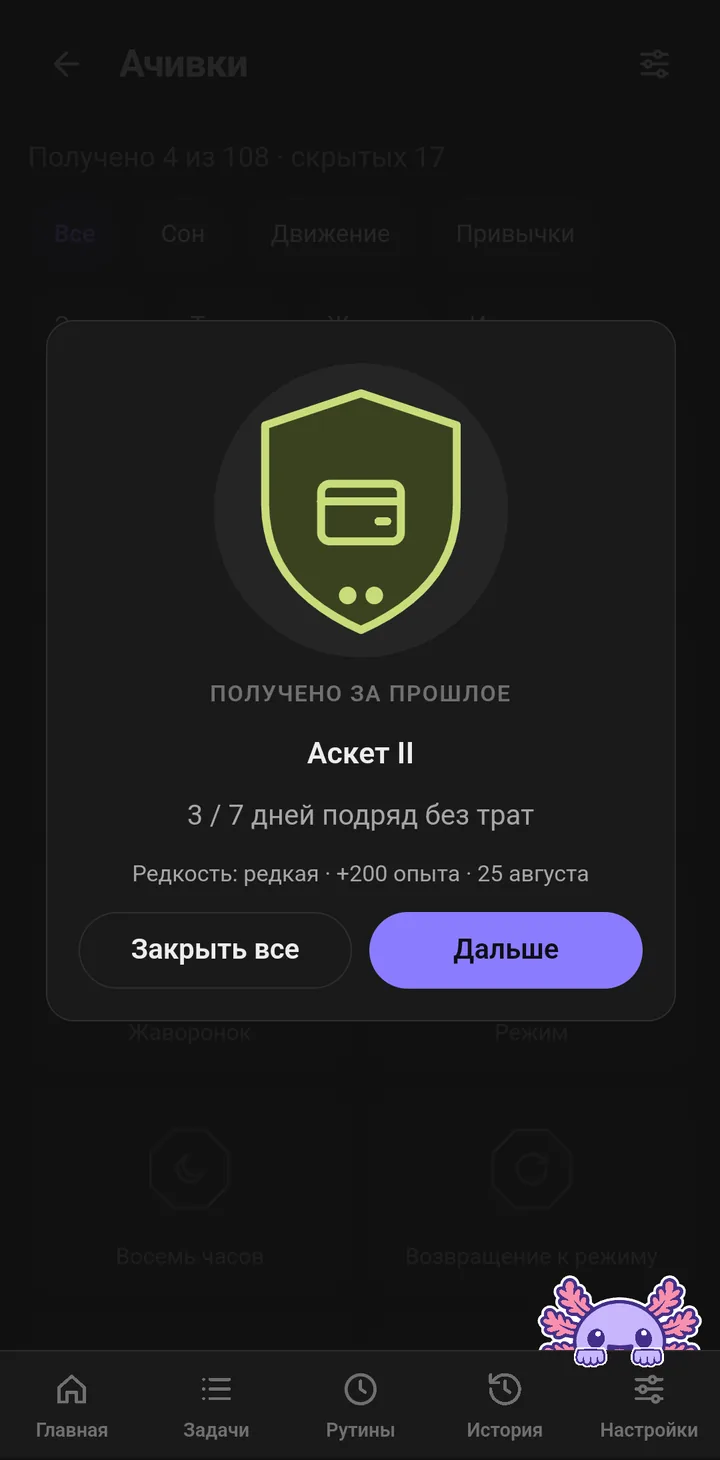 Ачивки
Получено 4 из 108 · скрытых 17
Все Сон Движение Привычки
ПОЛУЧЕНО ЗА ПРОШЛОЕ
Аскет II
3 / 7 дней подряд без трат
Редкость: редкая · +200 опыта · 25 августа
Закрыть все Дальше
Жаворонок Режим
Восемь часов Возвращение к режиму
Главная Задачи Рутины История Настройки